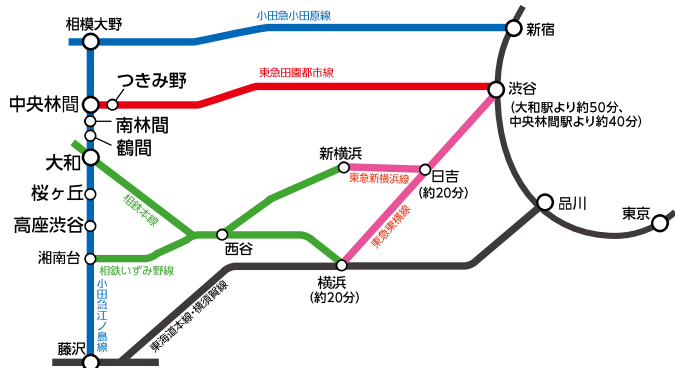 小田急小田原線
相模大野
新宿
東急田園都市線
つきみ野
中央林間
渋谷
(大和駅より約50分、
中央林間駅より約40分)
南林間
鶴間
大和
新横浜
東急新横浜線
日吉
(約20分)
桜ヶ丘
相鉄本線
品川
東京
高座渋谷
東急東横線
西谷
湘南台
相鉄いずみ野線
小田急江ノ島線
横浜
(約20分)
東海道本線・横須賀線
藤沢